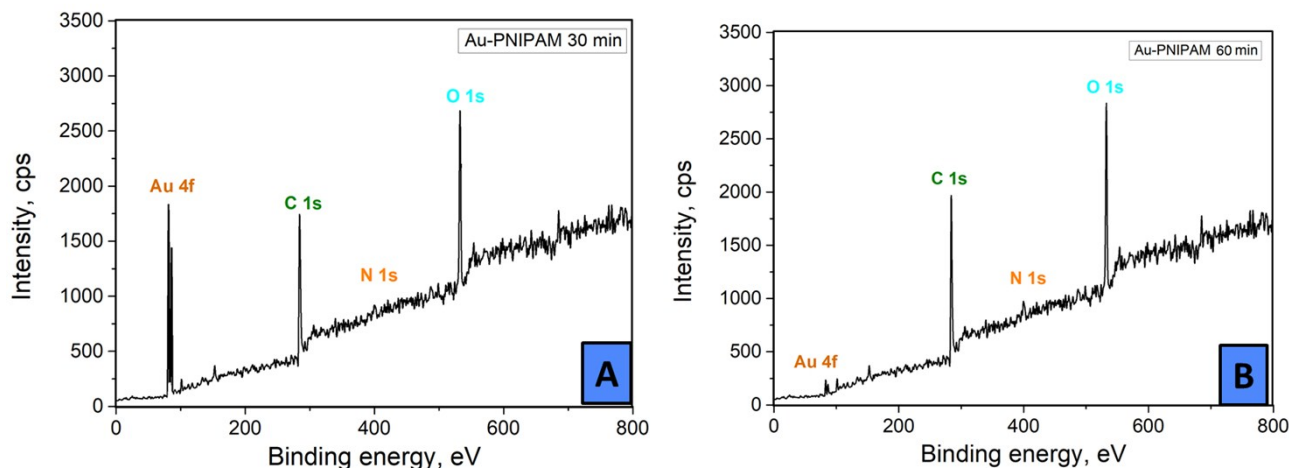 Au-PNIPAM 30 min
3500
3000
2500
2000
1500
1000
500
0
Intensity, cps
Au 4f
C 1s
N 1s
O 1s
A
0 200 400 600 800
Binding energy, eV
Au-PNIPAM 60 min
3500
3000
2500
2000
1500
1000
500
0
Intensity, cps
Au 4f
C 1s
N 1s
O 1s
B
0 200 400 600 800
Binding energy, eV